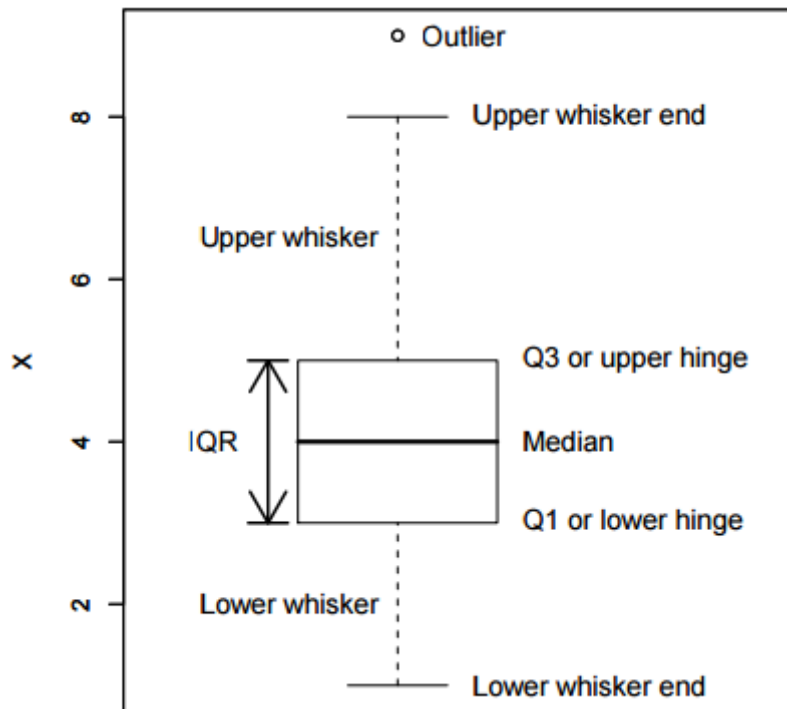 Outlier
8
Upper whisker end
Upper whisker
6
X
Q3 or upper hinge
IQR
4
Median
Q1 or lower hinge
2
Lower whisker
Lower whisker end